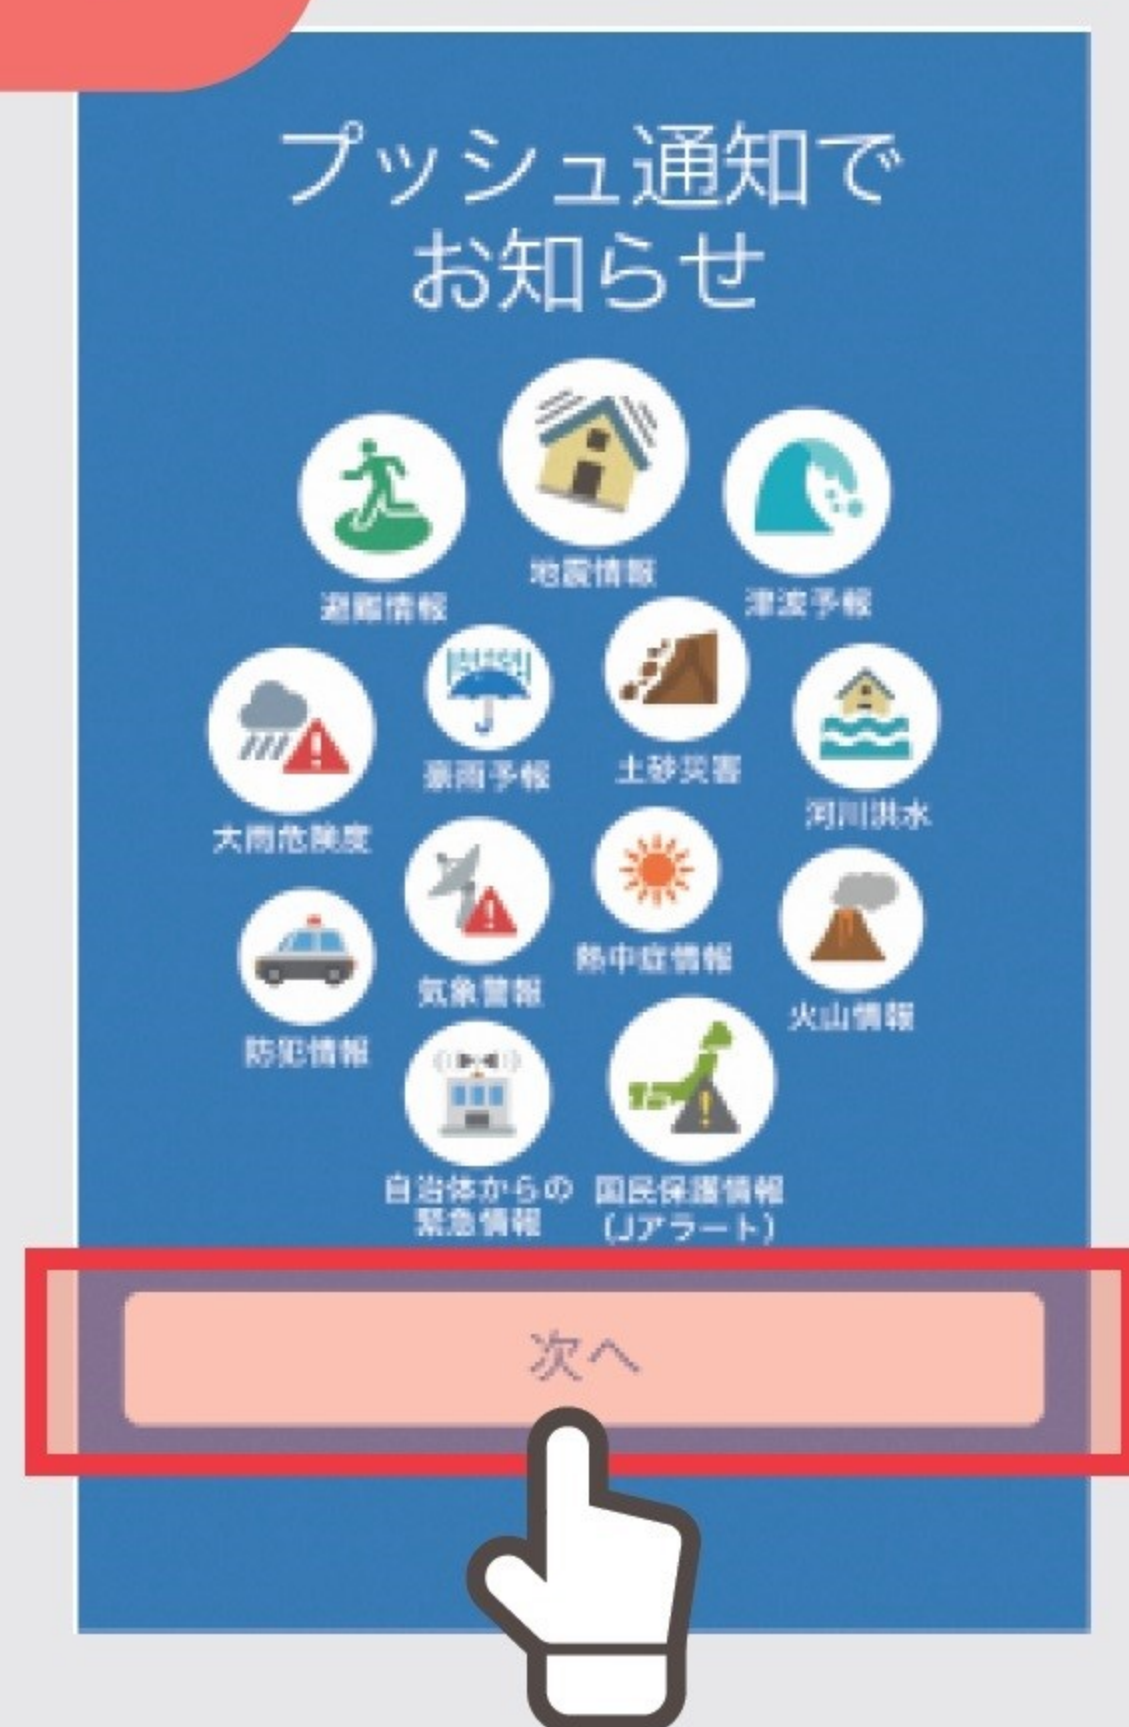 プッシュ通知で
お知らせ
地震情報
避難情報
津波予報
豪雨予報
土砂災害
河川洪水
大雨危険度
熱中症情報
気象警報
火山情報
防犯情報
自治体からの
緊急情報
国民保護情報
(Jアラート)
次へ